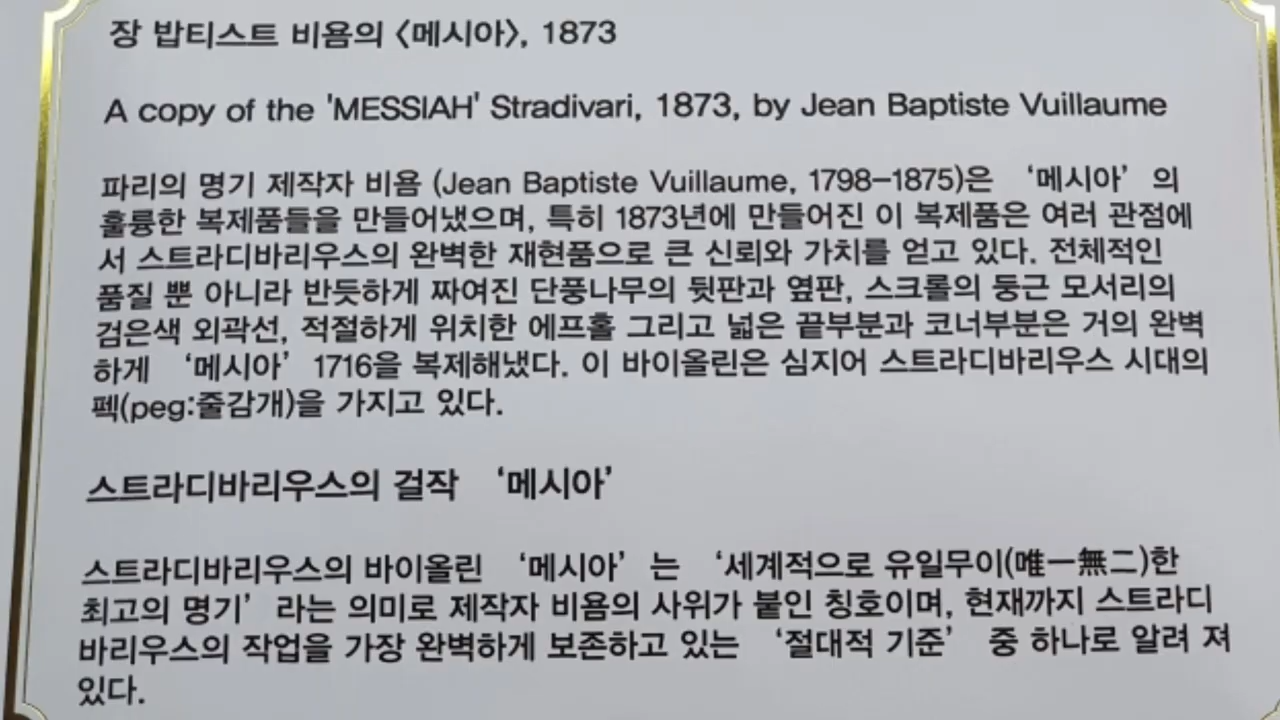 장 밥티스트 비욤의 <메시아>, 1873
A copy of the 'MESSIAH' Stradivari, 1873, by Jean Baptiste Vuillaume
파리의 명기 제작자 비욤 (Jean Baptiste Vuillaume, 1798-1875)은 ‘메시아’의
훌륭한 복제품들을 만들어냈으며, 특히 1873년에 만들어진 이 복제품은 여러 관점에
서 스트라디바리우스의 완벽한 재현품으로 큰 신뢰와 가치를 얻고 있다. 전체적인
품질 뿐 아니라 반듯하게 짜여진 단풍나무의 뒷판과 옆판, 스크롤의 둥근 모서리의
검은색 외곽선, 적절하게 위치한 에프홀 그리고 넓은 끝부분과 코너부분은 거의 완벽
하게 ‘메시아’ 1716을 복제해냈다. 이 바이올린은 심지어 스트라디바리우스 시대의
펙(peg:줄감개)을 가지고 있다.
스트라디바리우스의 걸작 ‘메시아’
스트라디바리우스의 바이올린 ‘메시아’는 ‘세계적으로 유일무이(唯一無二)한
최고의 명기’라는 의미로 제작자 비욤의 사위가 붙인 칭호이며, 현재까지 스트라디
바리우스의 작업을 가장 완벽하게 보존하고 있는 ‘절대적 기준’ 중 하나로 알려 져
있다.